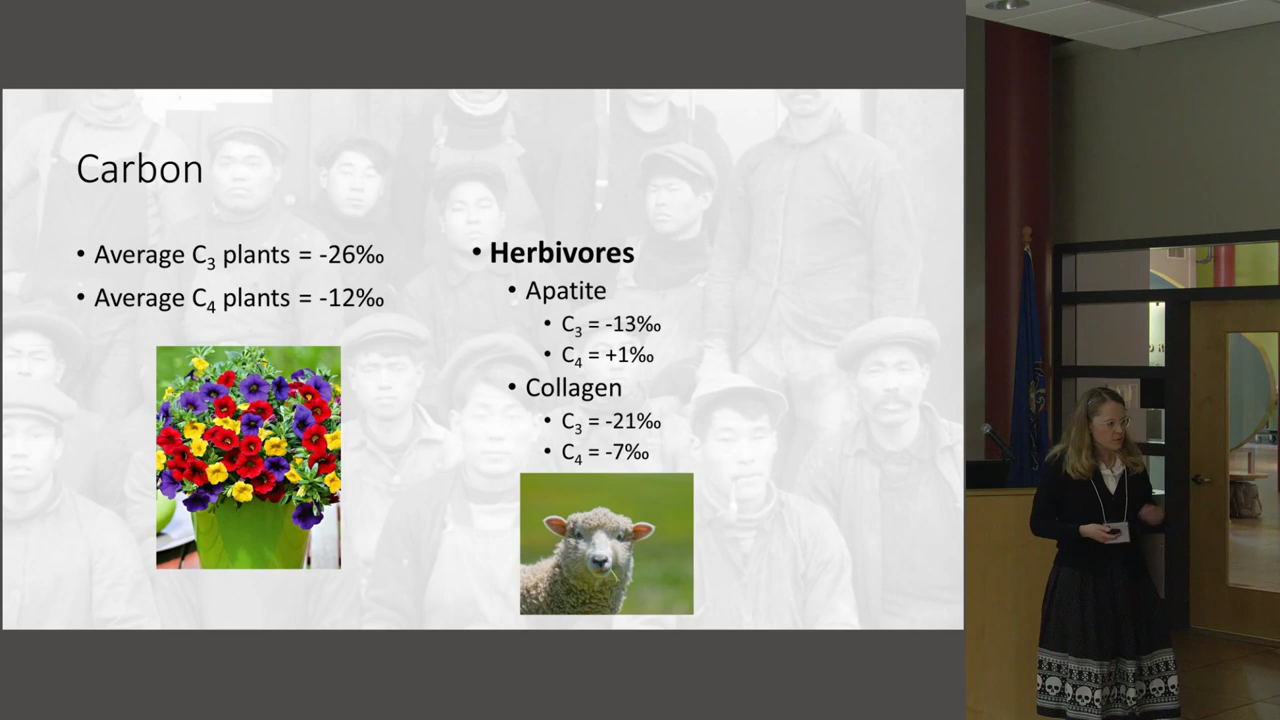 Carbon
• Average C₃ plants = -26‰
• Average C₄ plants = -12‰
• Herbivores
• Apatite
• C₃ = -13‰
• C₄ = +1‰
• Collagen
• C₃ = -21‰
• C₄ = -7‰